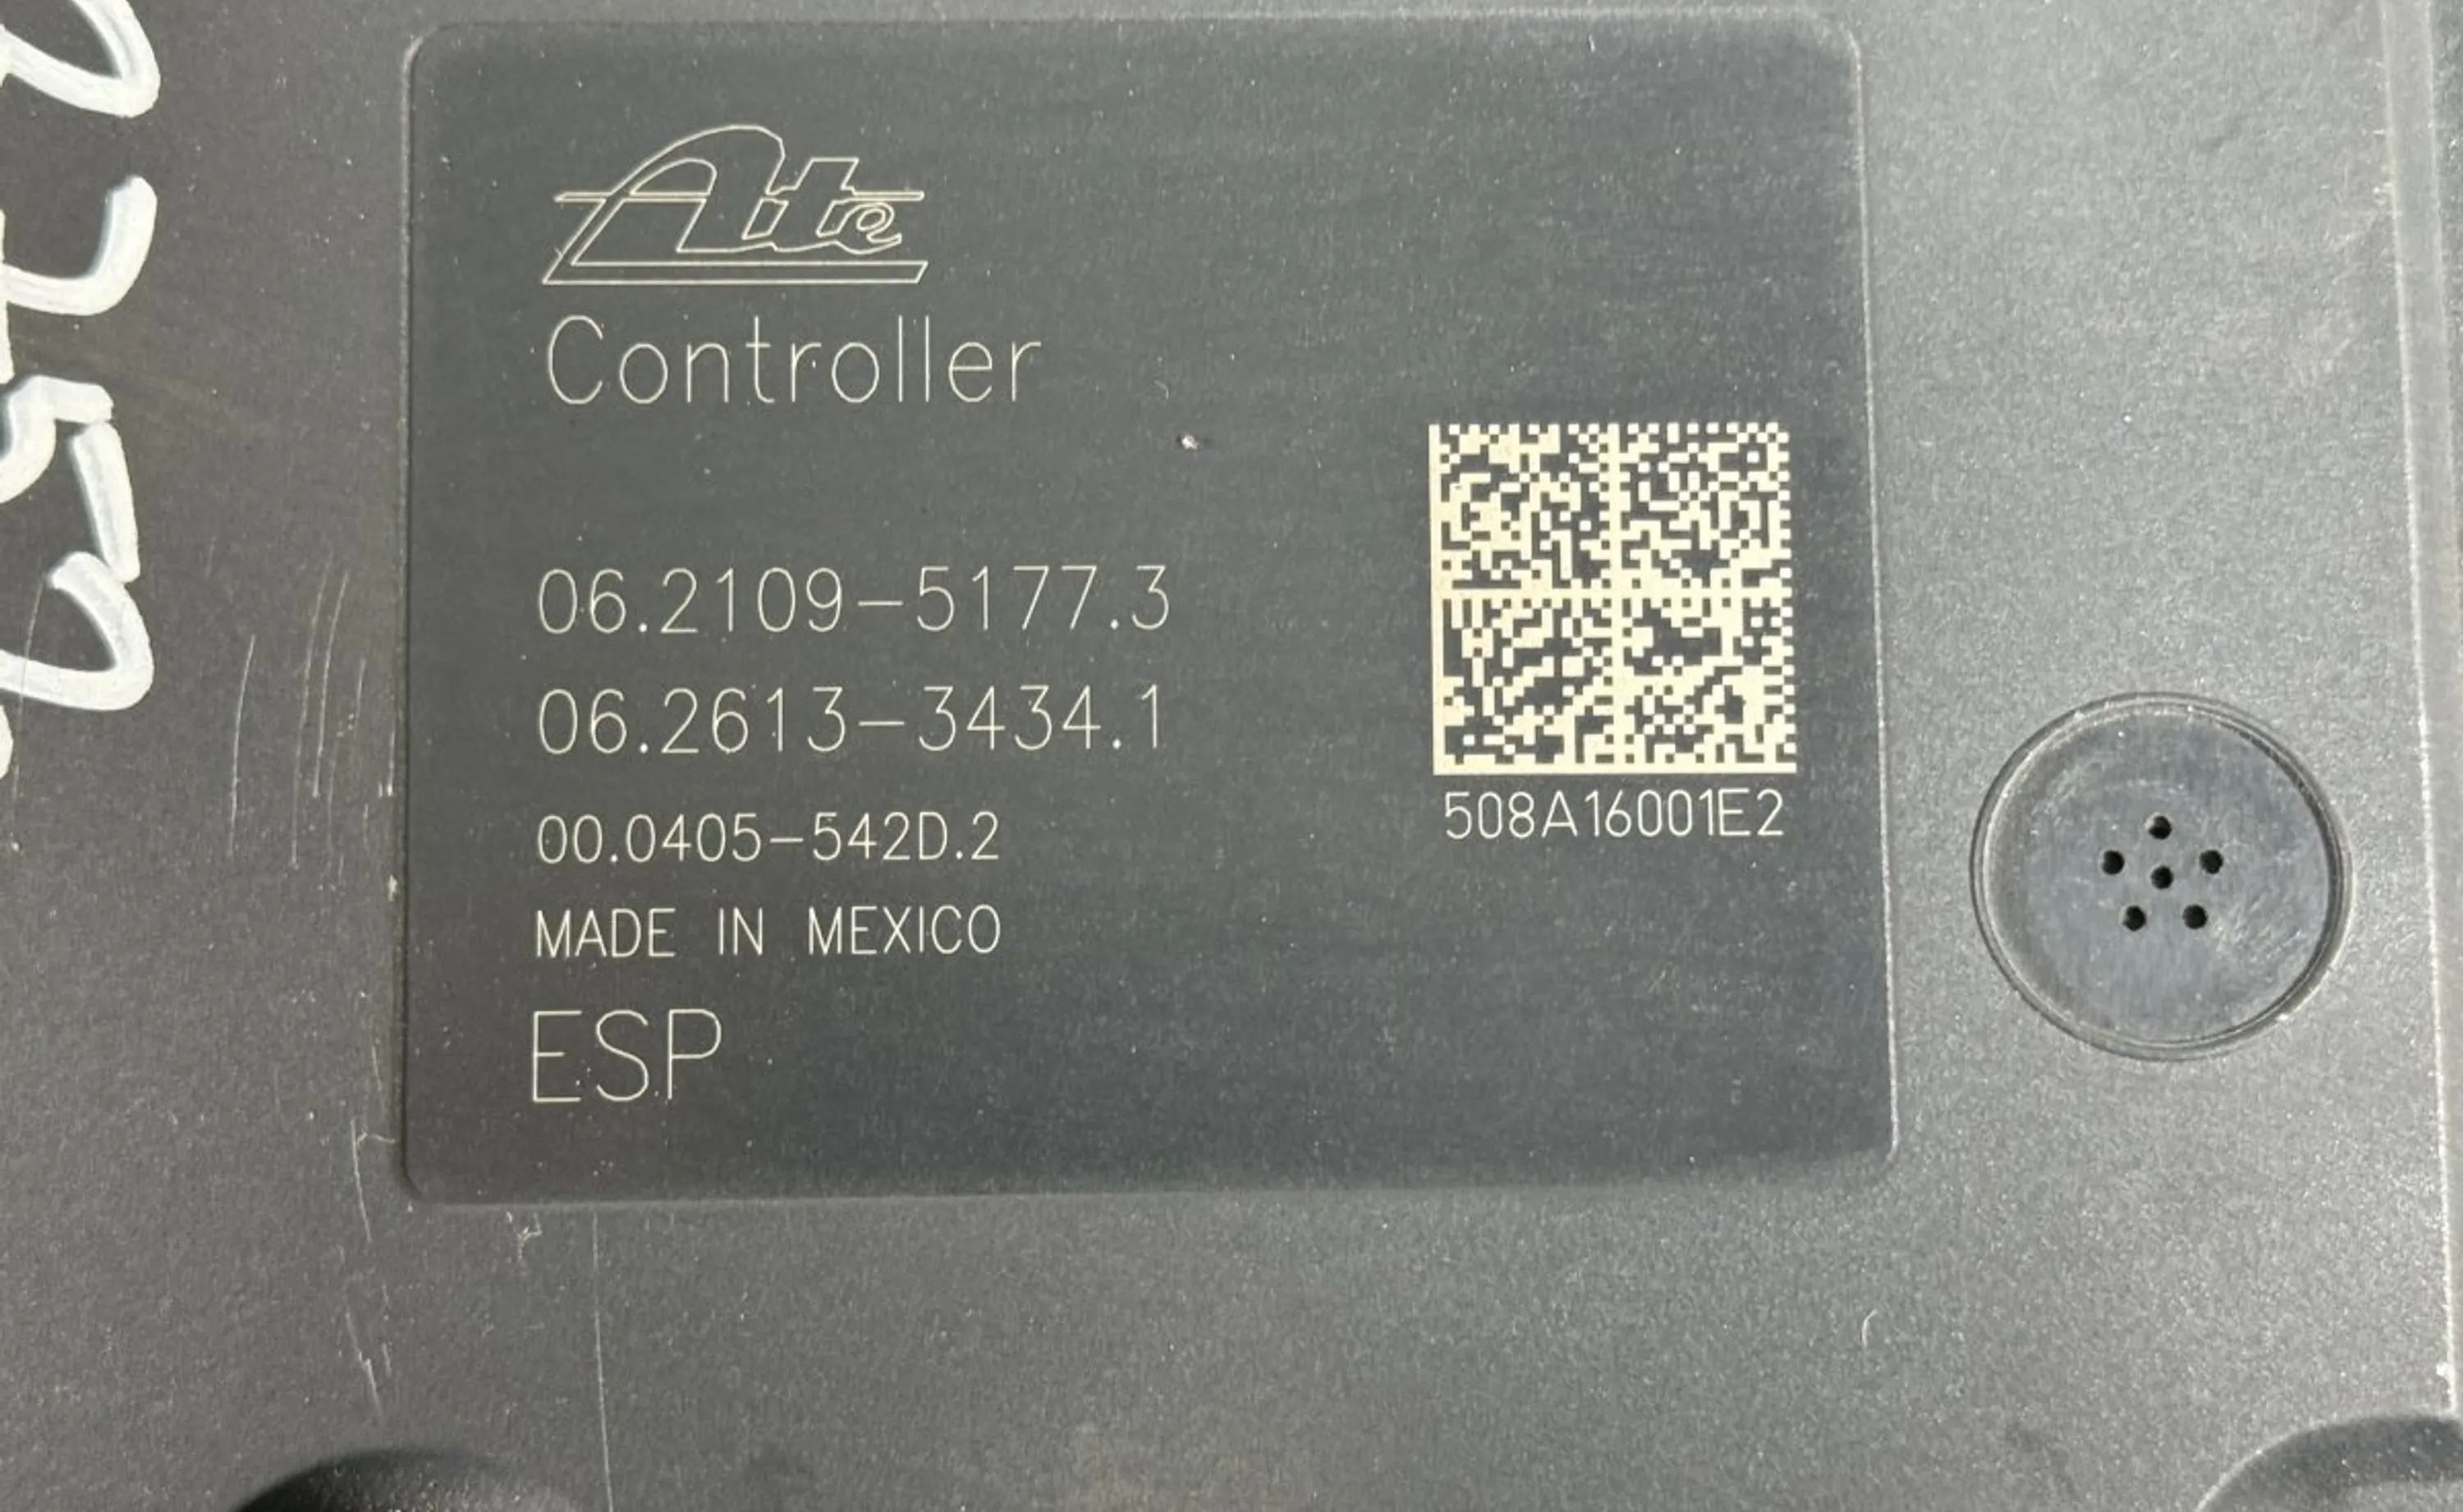 Ate
Controller
06.2109-5177.3
06.2613-3434.1
00.0405-542D.2
MADE IN MEXICO
ESP
508A16001E2